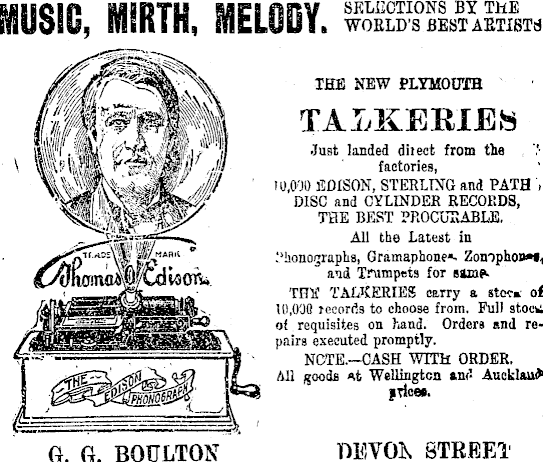 MUSIC, MIRTH, MELODY.
SELECTIONS BY THE
WORLD'S BEST ARTISTS
THE NEW PLYMOUTH
TALKERIES
Just landed direct from the
factories,
10,000 EDISON, STERLING and PATH
DISC and CYLINDER RECORDS,
THE BEST PROCURABLE.
All the Latest in
Phonographs, Gramaphones, Zonophones,
and Trumpets for same.
THE TALKERIES carry a stock of
10,000 records to choose from. Full stock
of requisites on hand. Orders and re-
pairs executed promptly.
NOTE.—CASH WITH ORDER.
All goods at Wellington and Auckland
prices.
TRADE MARK
Thomas A Edison
THE
EDISON
PHONOGRAPH
G. G. BOULTON
DEVON STREET